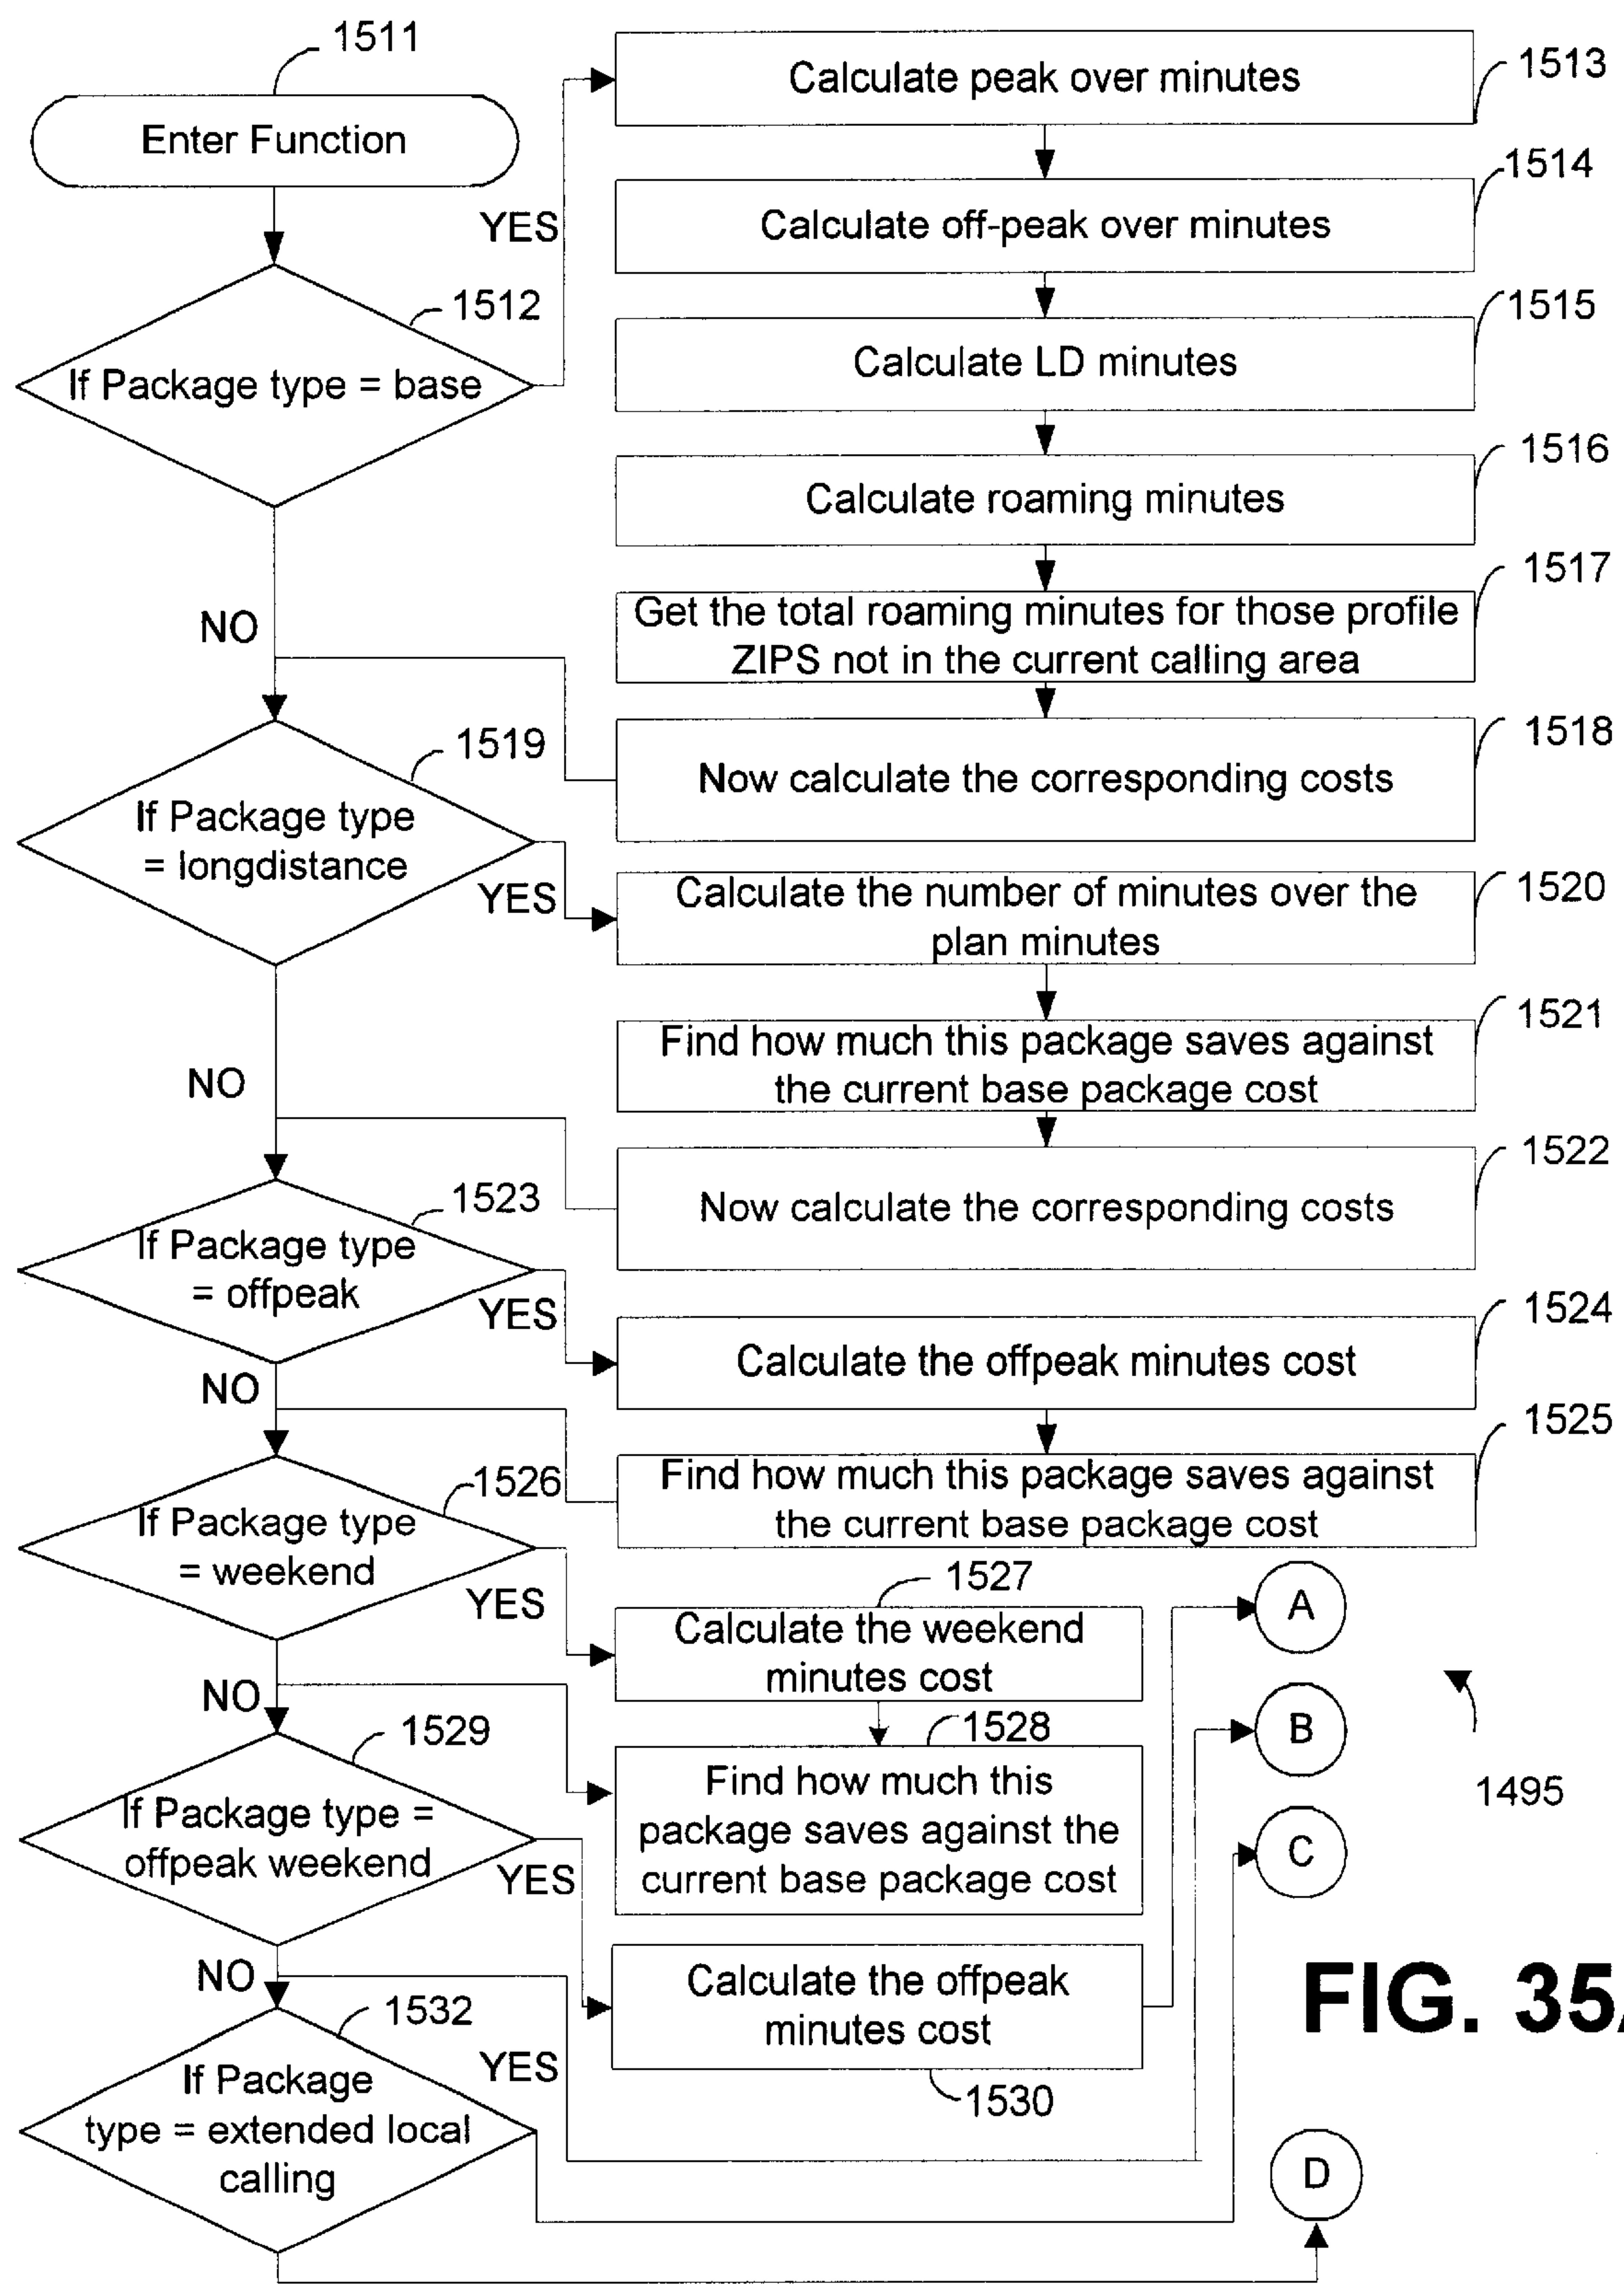 1511
Enter Function
YES
Calculate peak over minutes
1513
Calculate off-peak over minutes
1514
1512
If Package type = base
Calculate LD minutes
1515
Calculate roaming minutes
1516
NO
Get the total roaming minutes for those profile
ZIPS not in the current calling area
1517
1519
If Package type
= longdistance
Now calculate the corresponding costs
1518
YES
Calculate the number of minutes over the
plan minutes
1520
NO
Find how much this package saves against
the current base package cost
1521
1523
If Package type
= offpeak
Now calculate the corresponding costs
1522
YES
Calculate the offpeak minutes cost
1524
NO
1526
If Package type
= weekend
Find how much this package saves against
the current base package cost
1525
YES
1527
Calculate the weekend
minutes cost
A
NO
1529
If Package type =
offpeak weekend
1528
Find how much this
package saves against the
current base package cost
B
1495
C
YES
NO
Calculate the offpeak
minutes cost
1530
FIG. 35A
1532
YES
If Package
type = extended local
calling
D